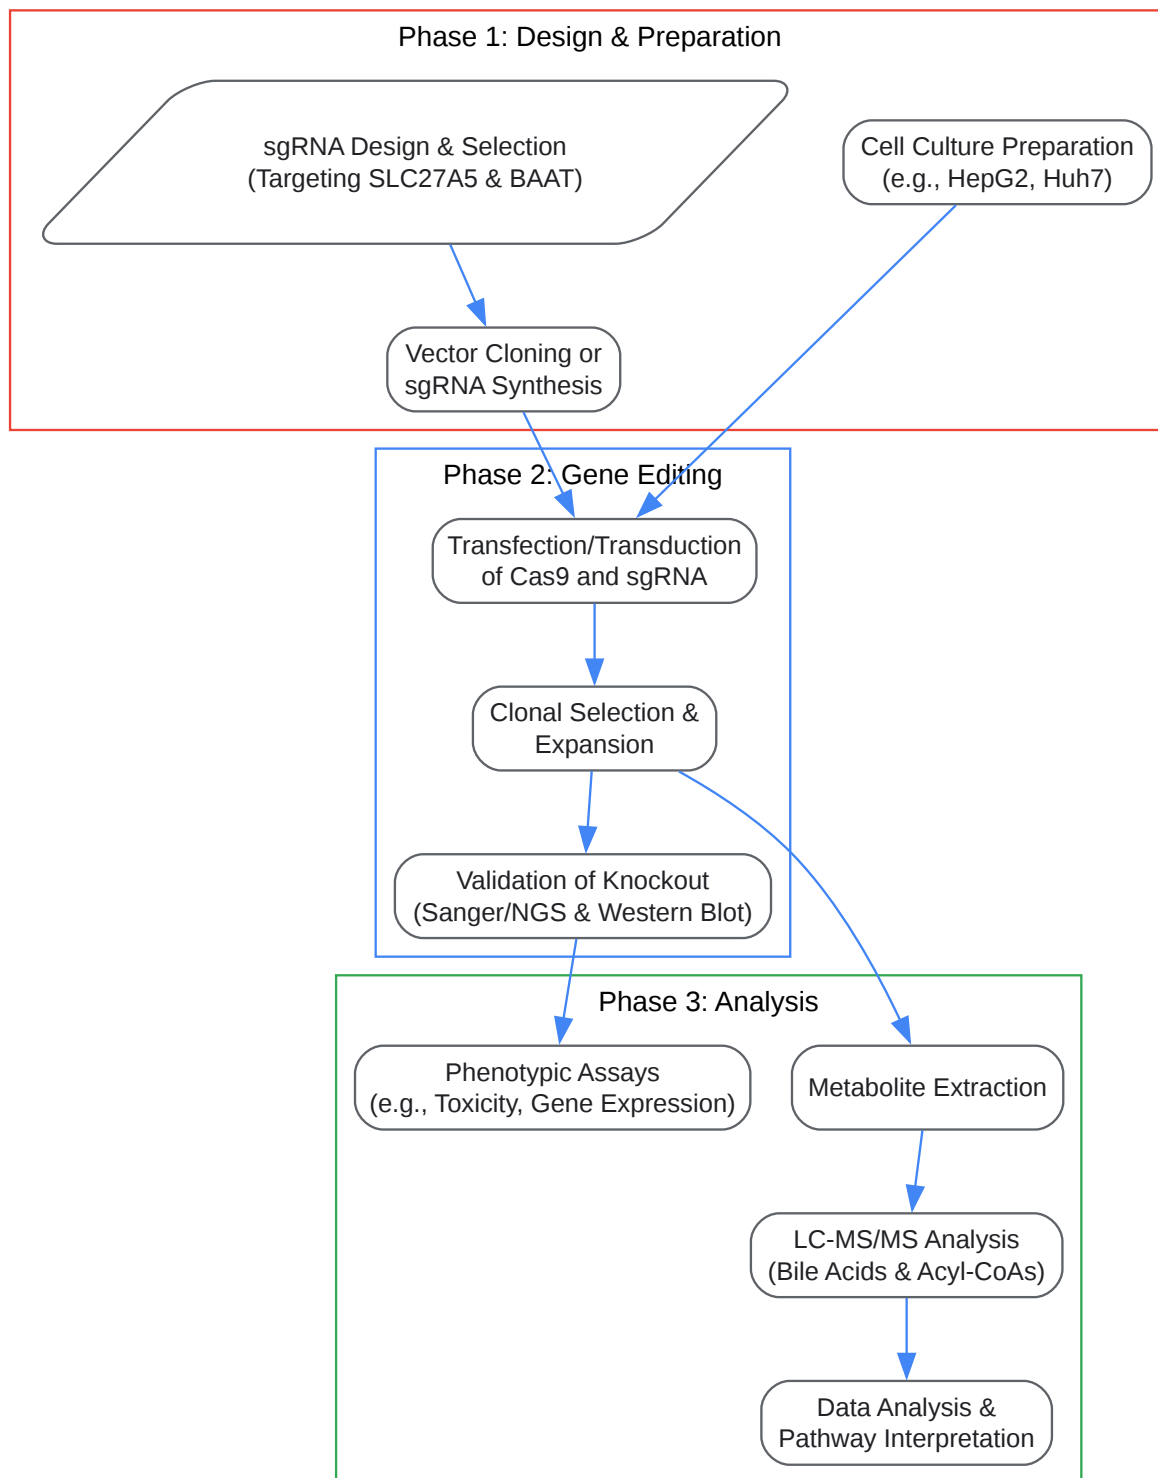 Phase 1: Design & Preparation
sgRNA Design & Selection
(Targeting SLC27A5 & BAAT)
Cell Culture Preparation
(e.g., HepG2, Huh7)
Vector Cloning or
sgRNA Synthesis
Phase 2: Gene Editing
Transfection/Transduction
of Cas9 and sgRNA
Clonal Selection &
Expansion
Validation of Knockout
(Sanger/NGS & Western Blot)
Phase 3: Analysis
Phenotypic Assays
(e.g., Toxicity, Gene Expression)
Metabolite Extraction
LC-MS/MS Analysis
(Bile Acids & Acyl-CoAs)
Data Analysis &
Pathway Interpretation